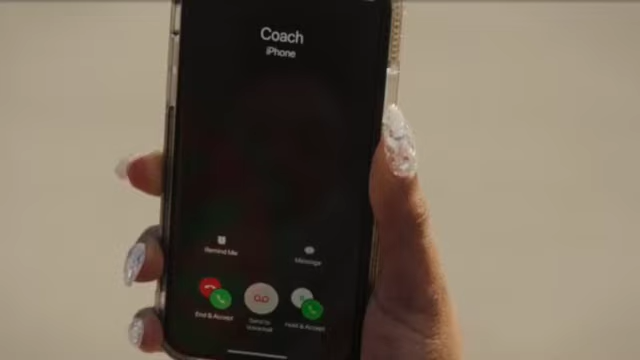 Coach
iPhone
Remind Me
Message
End & Accept
Send to
Voicemail
Hold & Accept